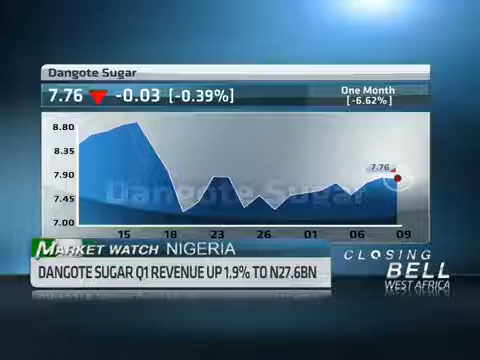 Dangote Sugar
7.76 -0.03 [-0.39%]
One Month
[-6.62%]
8.80
8.35
7.90
7.45
7.00
7.76
Dangote Sugar
15 18 23 26 01 06 09
MARKET WATCH NIGERIA
DANGOTE SUGAR Q1 REVENUE UP 1.9% TO N27.6BN
CLOSING
BELL
WEST AFRICA